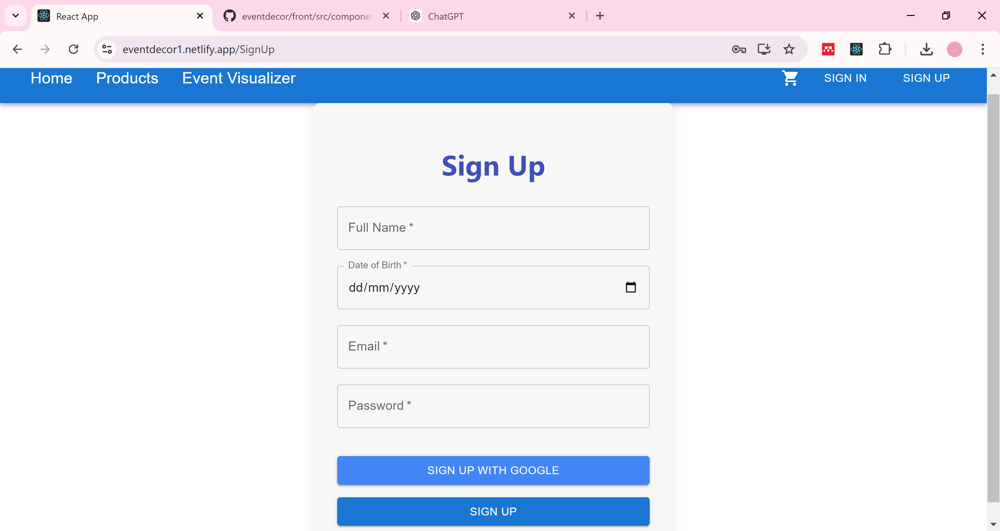 React App
eventdecor/front/src/componen
ChatGPT
eventdecor1.netlify.app/SignUp
Home Products Event Visualizer SIGN IN SIGN UP
Sign Up
Full Name *
Date of Birth *
dd/mm/yyyy
Email *
Password *
SIGN UP WITH GOOGLE
SIGN UP